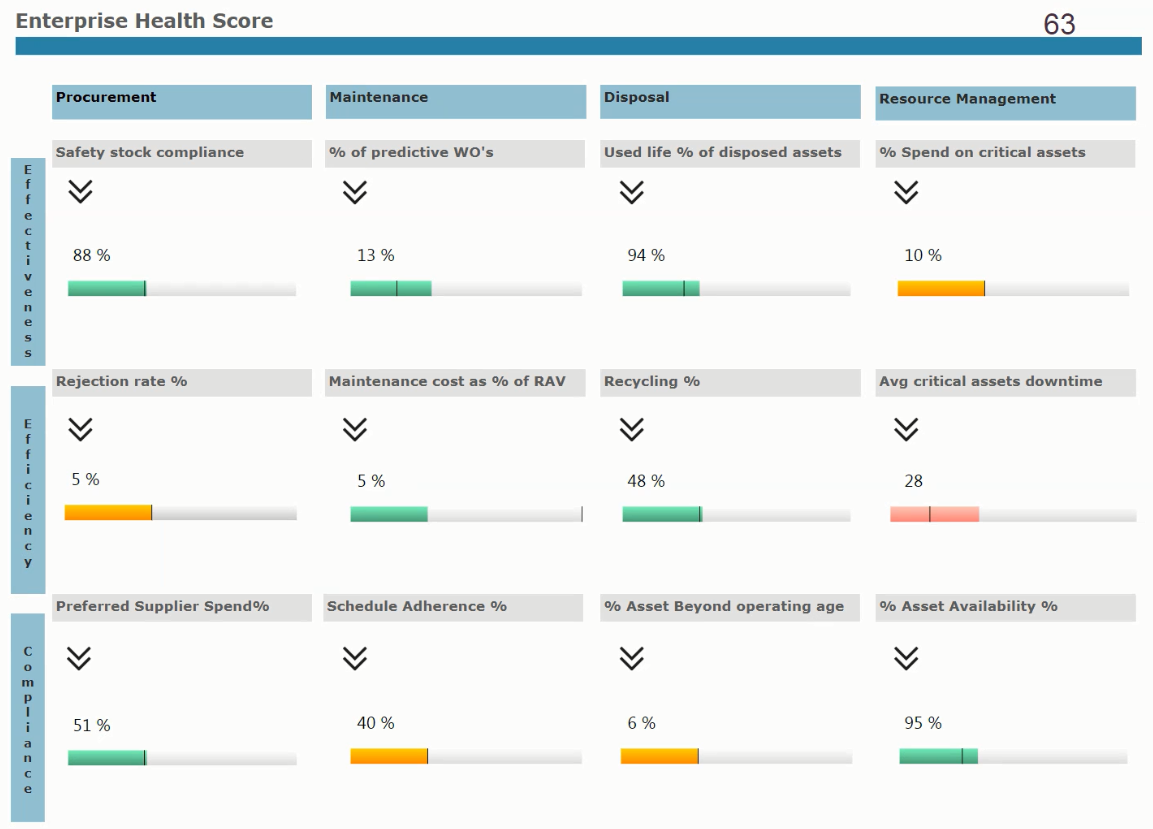 Enterprise Health Score 63
Procurement Maintenance Disposal Resource Management
Effectiveness
Safety stock compliance % of predictive WO's Used life % of disposed assets % Spend on critical assets
88 % 13 % 94 % 10 %
Efficiency
Rejection rate % Maintenance cost as % of RAV Recycling % Avg critical assets downtime
5 % 5 % 48 % 28
Compliance
Preferred Supplier Spend% Schedule Adherence % % Asset Beyond operating age % Asset Availability %
51 % 40 % 6 % 95 %